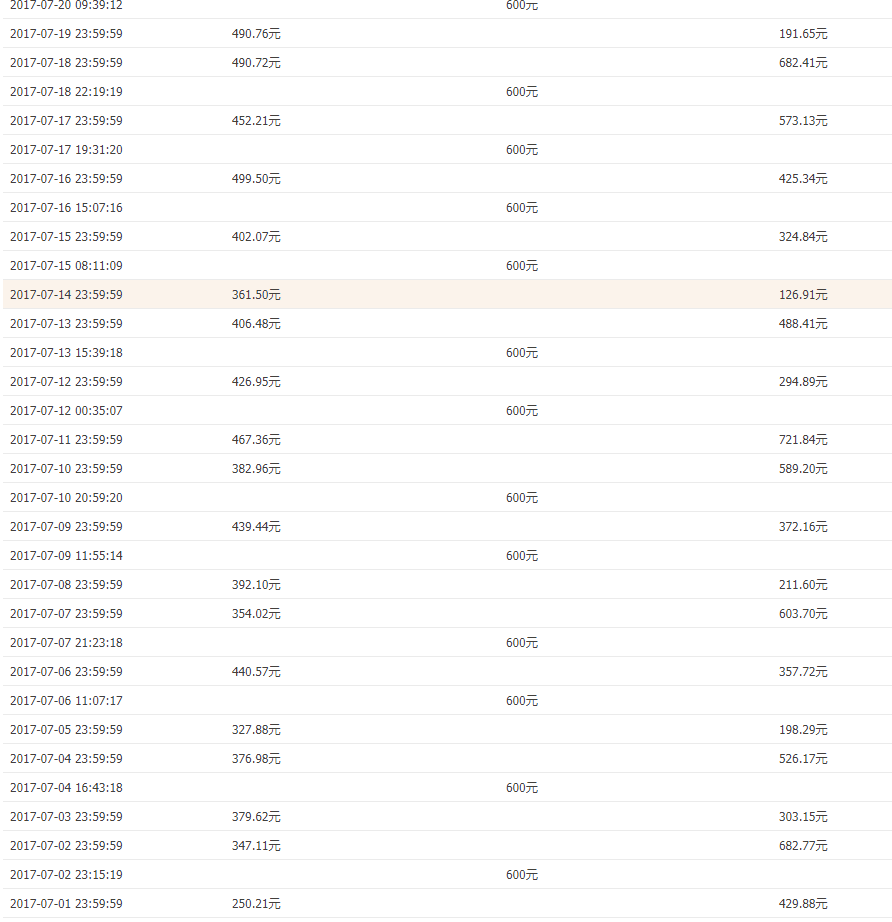 2017-07-20 09:39:12 600元
2017-07-19 23:59:59 490.76元 191.65元
2017-07-18 23:59:59 490.72元 682.41元
2017-07-18 22:19:19 600元
2017-07-17 23:59:59 452.21元 573.13元
2017-07-17 19:31:20 600元
2017-07-16 23:59:59 499.50元 425.34元
2017-07-16 15:07:16 600元
2017-07-15 23:59:59 402.07元 324.84元
2017-07-15 08:11:09 600元
2017-07-14 23:59:59 361.50元 126.91元
2017-07-13 23:59:59 406.48元 488.41元
2017-07-13 15:39:18 600元
2017-07-12 23:59:59 426.95元 294.89元
2017-07-12 00:35:07 600元
2017-07-11 23:59:59 467.36元 721.84元
2017-07-10 23:59:59 382.96元 589.20元
2017-07-10 20:59:20 600元
2017-07-09 23:59:59 439.44元 372.16元
2017-07-09 11:55:14 600元
2017-07-08 23:59:59 392.10元 211.60元
2017-07-07 23:59:59 354.02元 603.70元
2017-07-07 21:23:18 600元
2017-07-06 23:59:59 440.57元 357.72元
2017-07-06 11:07:17 600元
2017-07-05 23:59:59 327.88元 198.29元
2017-07-04 23:59:59 376.98元 526.17元
2017-07-04 16:43:18 600元
2017-07-03 23:59:59 379.62元 303.15元
2017-07-02 23:59:59 347.11元 682.77元
2017-07-02 23:15:19 600元
2017-07-01 23:59:59 250.21元 429.88元